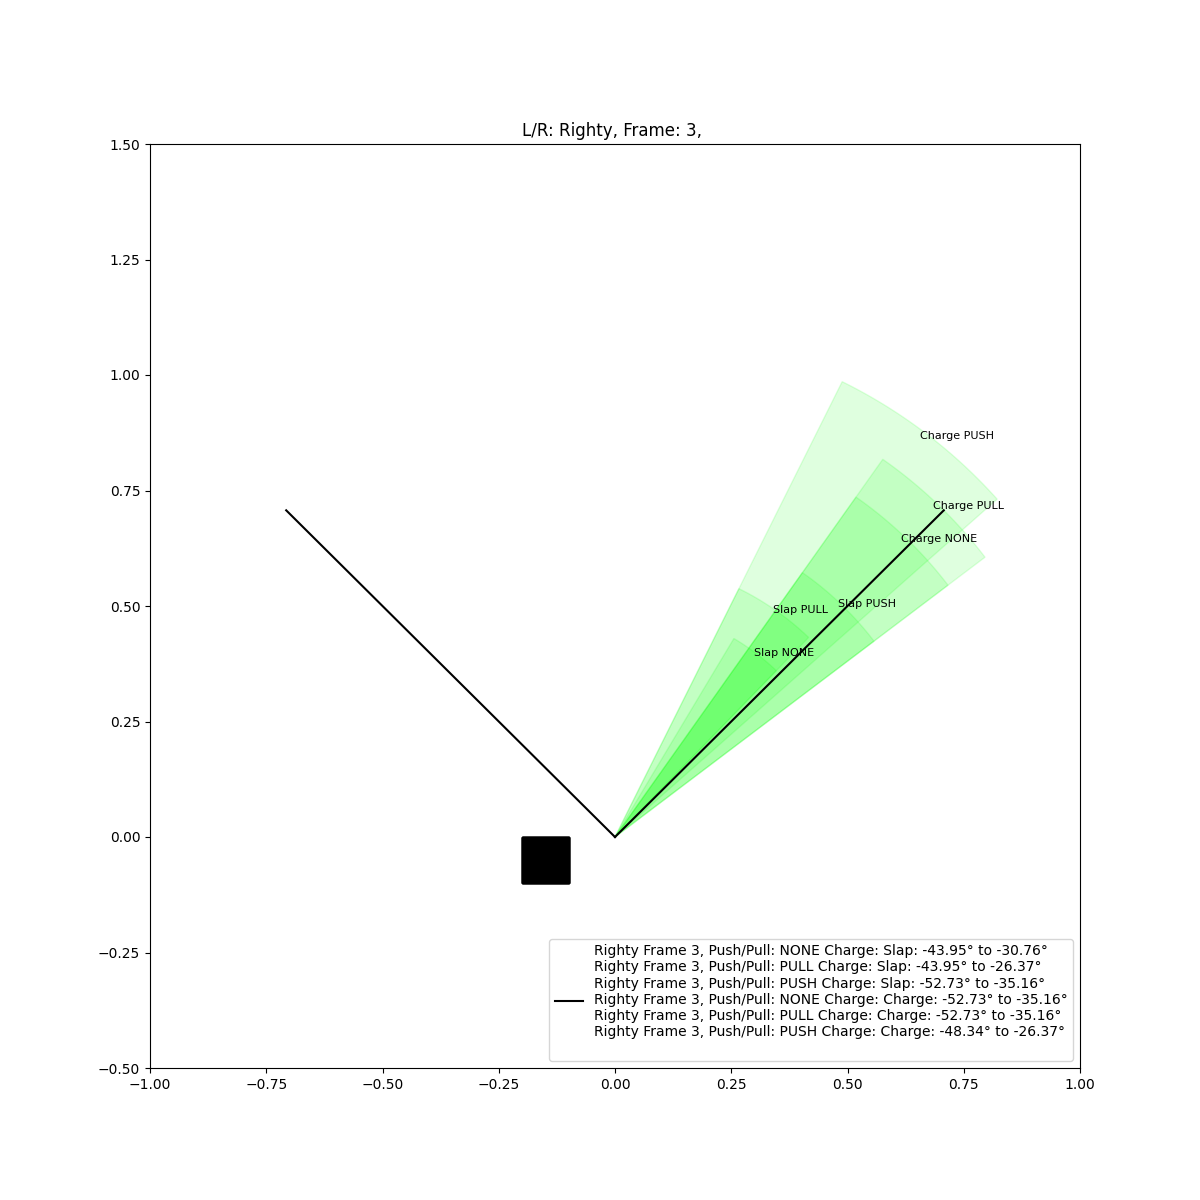 L/R: Righty, Frame: 3,
1.50
1.25
1.00
0.75
0.50
0.25
0.00
−0.25
−0.50
Charge PUSH
Charge PULL
Charge NONE
Slap PUSH
Slap PULL
Slap NONE
Righty Frame 3, Push/Pull: NONE Charge: Slap: -43.95° to -30.76°
Righty Frame 3, Push/Pull: PULL Charge: Slap: -43.95° to -26.37°
Righty Frame 3, Push/Pull: PUSH Charge: Slap: -52.73° to -35.16°
Righty Frame 3, Push/Pull: NONE Charge: Charge: -52.73° to -35.16°
Righty Frame 3, Push/Pull: PULL Charge: Charge: -52.73° to -35.16°
Righty Frame 3, Push/Pull: PUSH Charge: Charge: -48.34° to -26.37°
−1.00 −0.75 −0.50 −0.25 0.00 0.25 0.50 0.75 1.00